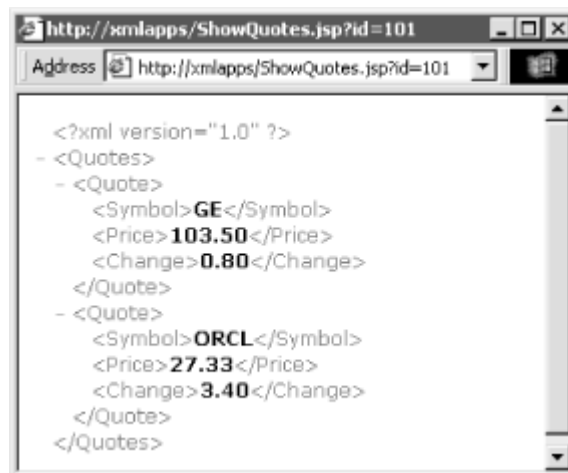 http://xmlapps/ShowQuotes.jsp?id=101
Address http://xmlapps/ShowQuotes.jsp?id=101
<?xml version="1.0" ?>
- <Quotes>
- <Quote>
<Symbol>GE</Symbol>
<Price>103.50</Price>
<Change>0.80</Change>
</Quote>
- <Quote>
<Symbol>ORCL</Symbol>
<Price>27.33</Price>
<Change>3.40</Change>
</Quote>
</Quotes>